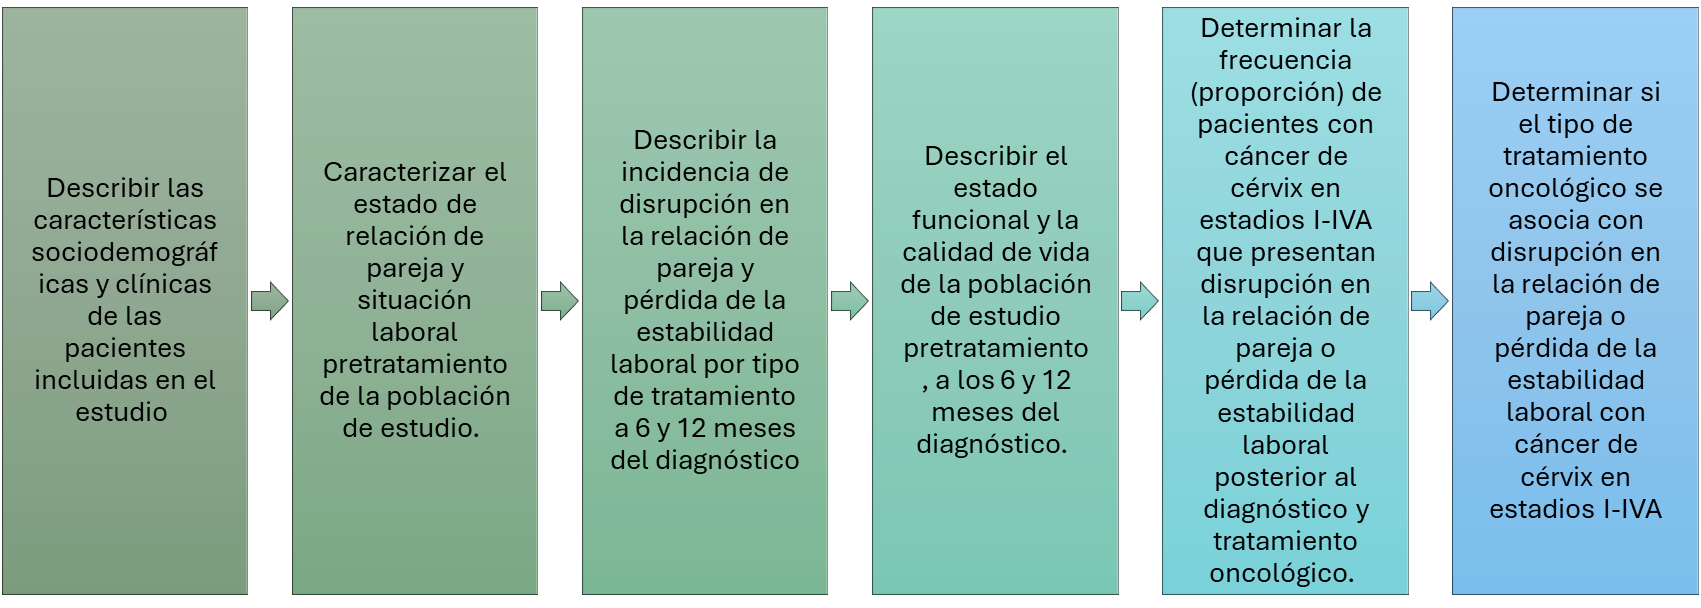 Describir las
características
sociodemográf
icas y clínicas
de las
pacientes
incluidas en el
estudio
Caracterizar el
estado de
relación de
pareja y
situación
laboral
pretratamiento
de la población
de estudio.
Describir la
incidencia de
disrupción en
la relación de
pareja y
pérdida de la
estabilidad
laboral por tipo
de tratamiento
a 6 y 12 meses
del diagnóstico
Describir el
estado
funcional y la
calidad de vida
de la población
de estudio
pretratamiento
, a los 6 y 12
meses del
diagnóstico.
Determinar la
frecuencia
(proporción) de
pacientes con
cáncer de
cérvix en
estadios I-IVA
que presentan
disrupción en
la relación de
pareja o
pérdida de la
estabilidad
laboral
posterior al
diagnóstico y
tratamiento
oncológico.
Determinar si
el tipo de
tratamiento
oncológico se
asocia con
disrupción en
la relación de
pareja o
pérdida de la
estabilidad
laboral con
cáncer de
cérvix en
estadios I-IVA